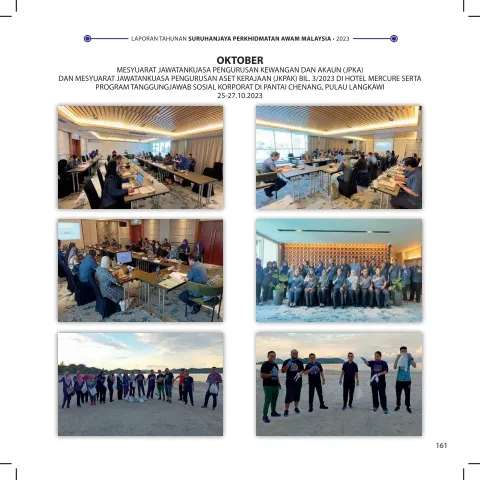 LAPORAN TAHUNAN SURUHANJAYA PERKHIDMATAN AWAM MALAYSIA • 2023
OKTOBER
MESYUARAT JAWATANKUASA PENGURUSAN KEWANGAN DAN AKAUN (JPKA)
DAN MESYUARAT JAWATANKUASA PENGURUSAN ASET KERAJAAN (JKPAK) BIL. 3/2023 DI HOTEL MERCURE SERTA
PROGRAM TANGGUNGJAWAB SOSIAL KORPORAT DI PANTAI CHENANG, PULAU LANGKAWI
25-27.10.2023
161